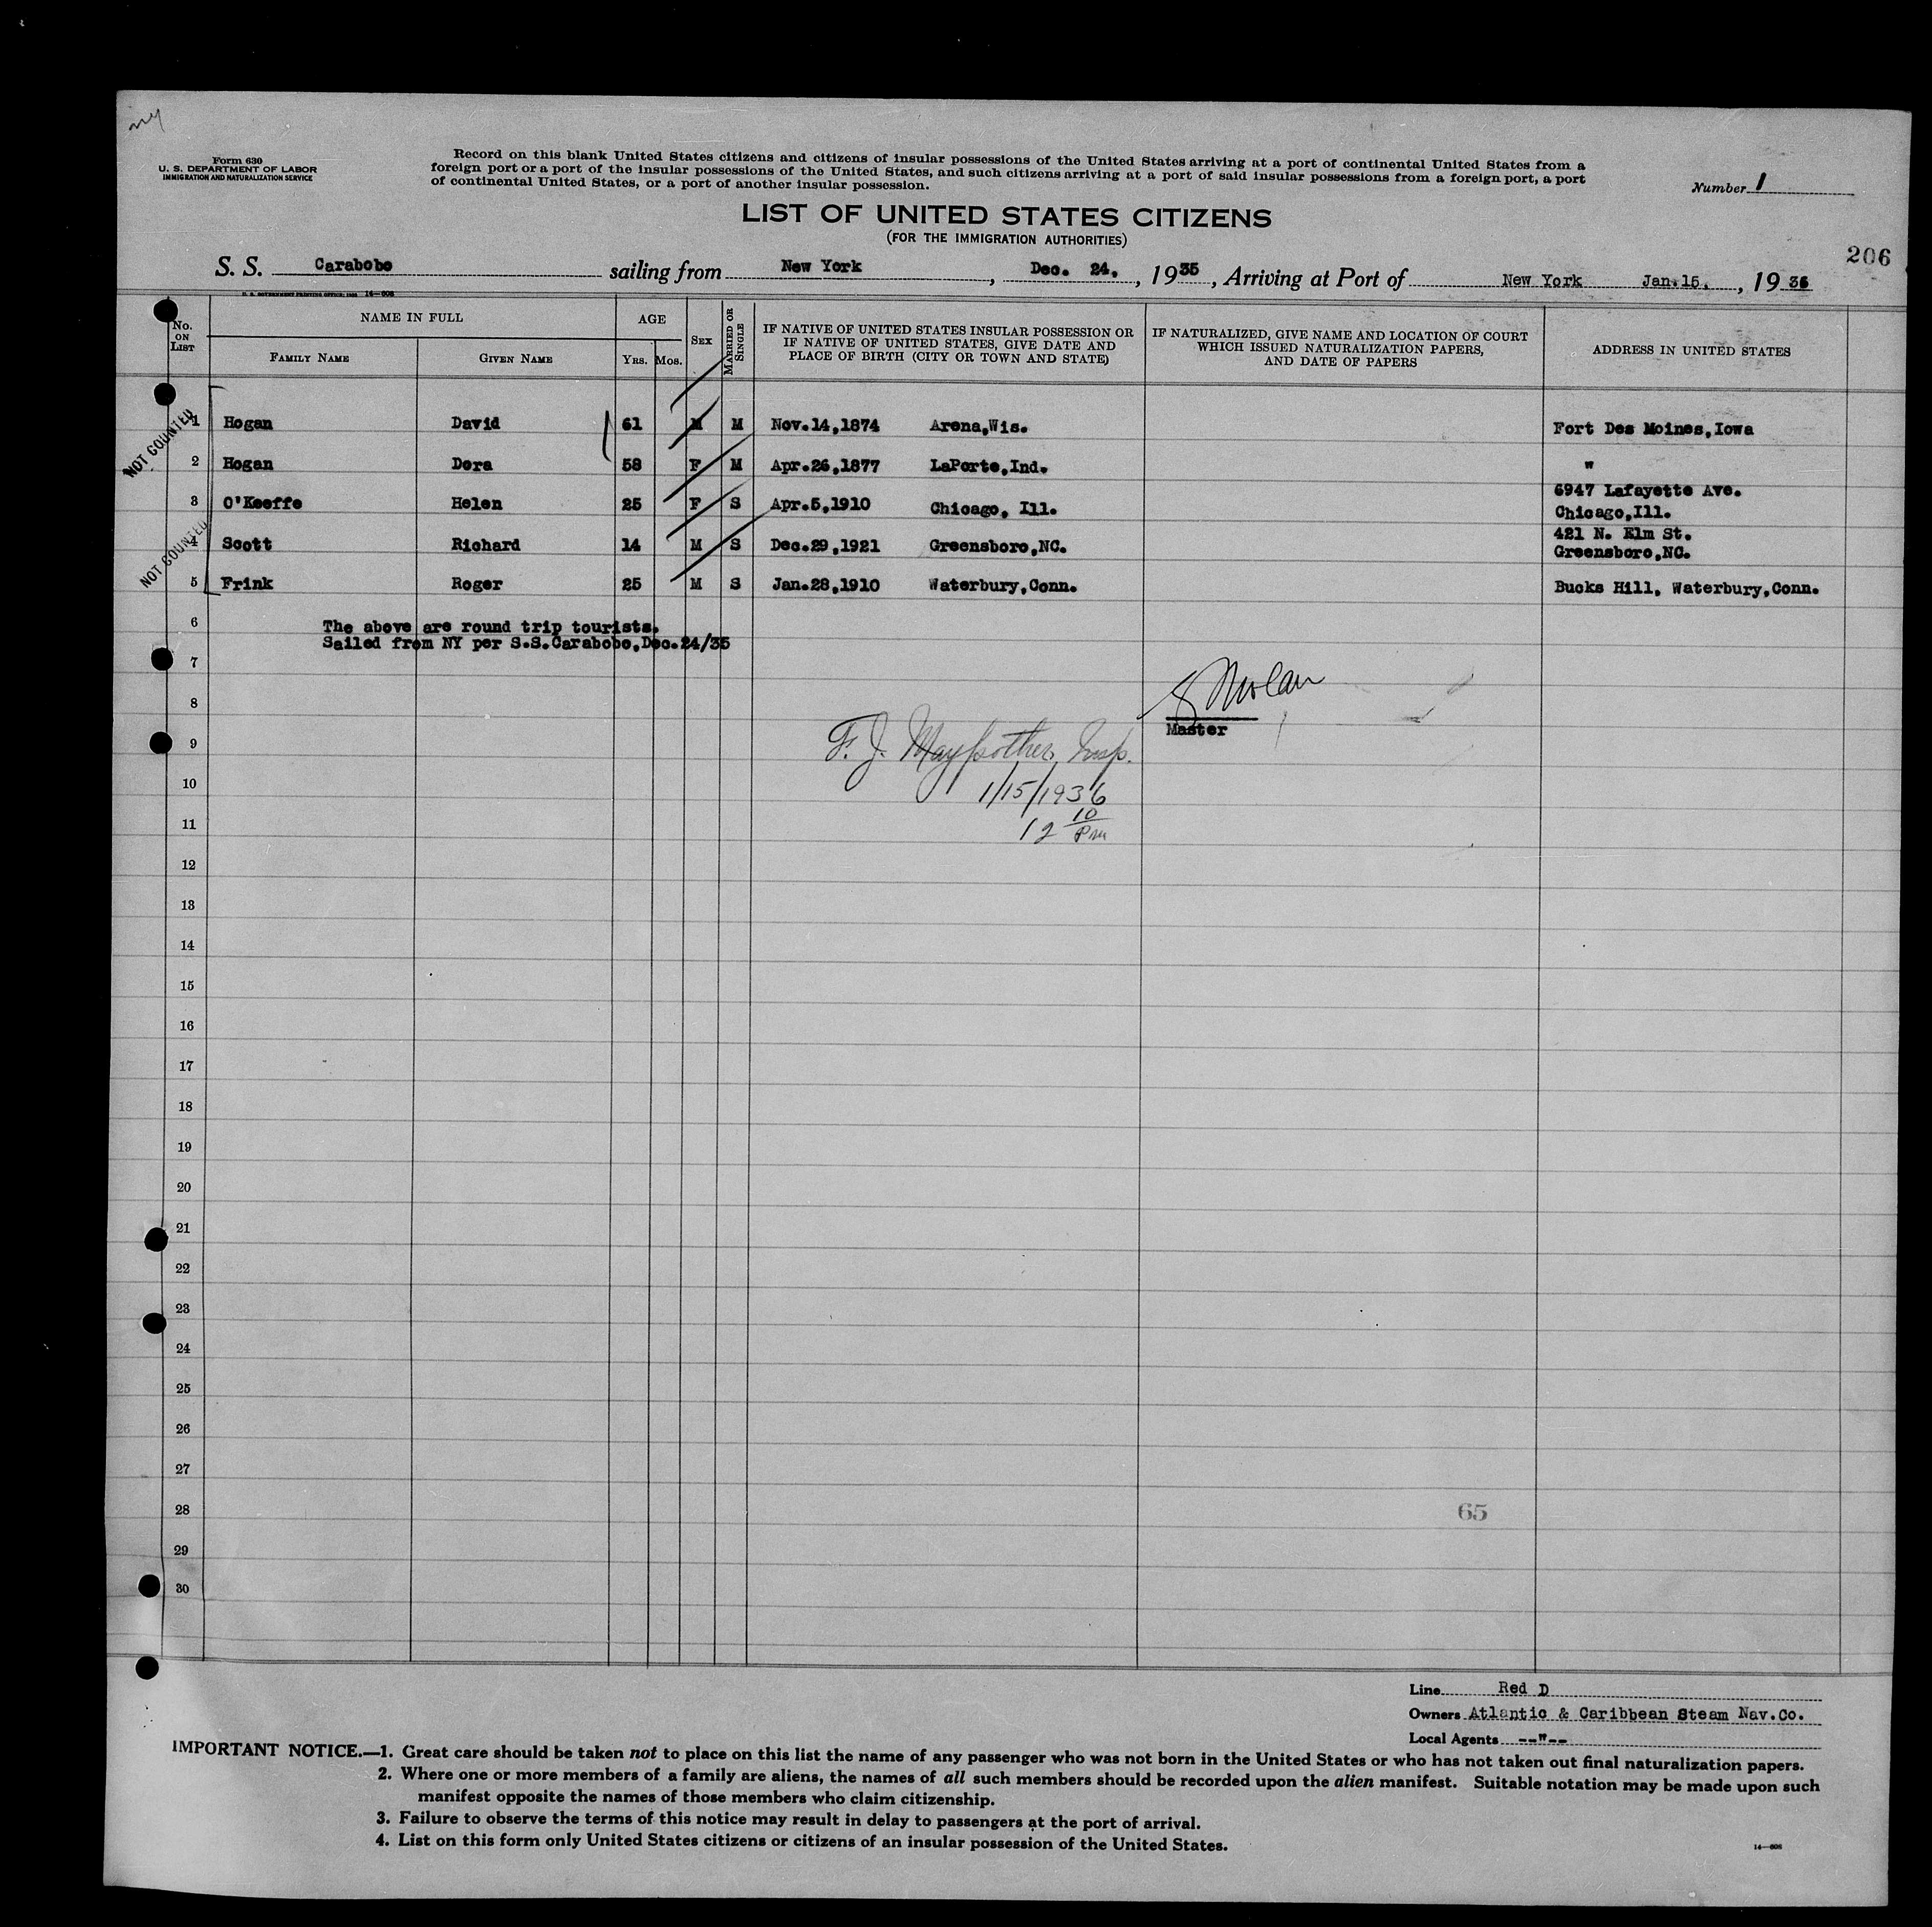 Form 630
U. S. DEPARTMENT OF LABOR
IMMIGRATION AND NATURALIZATION SERVICE
Record on this blank United States citizens and citizens of insular possessions of the United States arriving at a port of continental United States from a
foreign port or a port of the insular possessions of the United States, and such citizens arriving at a port of said insular possessions from a foreign port, a port
of continental United States, or a port of another insular possession.
Number 1
LIST OF UNITED STATES CITIZENS
(FOR THE IMMIGRATION AUTHORITIES)
206
S. S. Carabobo sailing from New York, Dec. 24, 1935, Arriving at Port of New York Jan.15, 1936
U. S. GOVERNMENT PRINTING OFFICE: 1935 14—608
No. ON LIST
NAME IN FULL
FAMILY NAME
GIVEN NAME
AGE
YRS. MOS.
SEX
MARRIED OR SINGLE
IF NATIVE OF UNITED STATES INSULAR POSSESSION OR
IF NATIVE OF UNITED STATES, GIVE DATE AND
PLACE OF BIRTH (CITY OR TOWN AND STATE)
IF NATURALIZED, GIVE NAME AND LOCATION OF COURT
WHICH ISSUED NATURALIZATION PAPERS,
AND DATE OF PAPERS
ADDRESS IN UNITED STATES
NOT COUNTED
1 Hogan David 61 M M Nov.14,1874 Arena,Wis. Fort Des Moines,Iowa
2 Hogan Dora 58 F M Apr.26,1877 LaPorte,Ind. "
3 O'Keeffe Helen 25 F S Apr.5,1910 Chicago, Ill. 6947 Lafayette Ave.
Chicago,Ill.
NOT COUNTED
4 Scott Richard 14 M S Dec.29,1921 Greensboro,NC. 421 N. Elm St.
Greensboro,NC.
5 Frink Roger 25 M S Jan.28,1910 Waterbury,Conn. Bucks Hill, Waterbury,Conn.
6 The above are round trip tourists.
Sailed from NY per S.S.Carabobo,Dec.24/35
7
8
Master
9
F. J. Insp.
10
1/15/1936
11
12 10 Pm
12
13
14
15
16
17
18
19
20
21
22
23
24
25
26
27
28
65
29
30
Line Red D
Owners Atlantic & Caribbean Steam Nav.Co.
Local Agents --"--
IMPORTANT NOTICE.—1. Great care should be taken not to place on this list the name of any passenger who was not born in the United States or who has not taken out final naturalization papers.
2. Where one or more members of a family are aliens, the names of all such members should be recorded upon the alien manifest. Suitable notation may be made upon such
manifest opposite the names of those members who claim citizenship.
3. Failure to observe the terms of this notice may result in delay to passengers at the port of arrival.
4. List on this form only United States citizens or citizens of an insular possession of the United States.
14—608